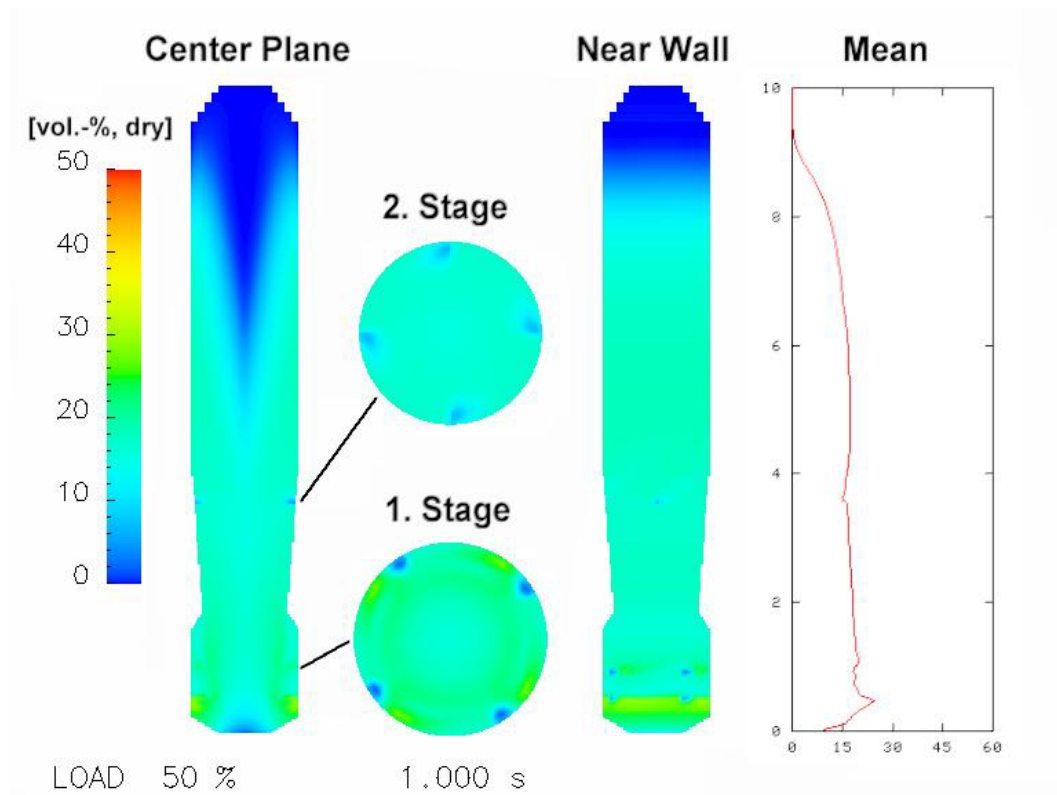 Center Plane
Near Wall
Mean
[vol.-%, dry]
50
40
30
20
10
0
2. Stage
1. Stage
10
8
6
4
2
0
0 15 30 45 60
LOAD 50 % 1.000 s